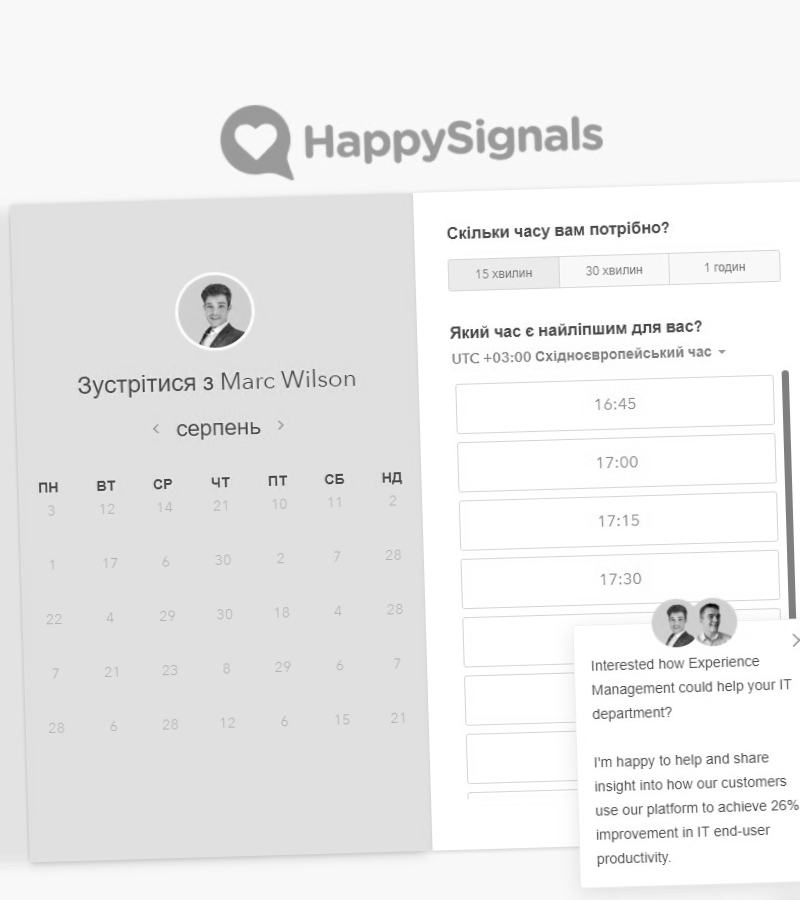 HappySignals
Зустрітися з Marc Wilson
серпень
ПН ВТ СР ЧТ ПТ СБ НД
3 12 14 21 10 11 2
1 17 6 30 2 7 28
22 4 29 30 18 4 28
7 21 23 8 29 6 7
28 6 28 12 6 15 21
Скільки часу вам потрібно?
15 хвилин 30 хвилин 1 годин
Який час є найліпшим для вас?
UTC +03:00 Східноєвропейський час
16:45
17:00
17:15
17:30
Interested how Experience
Management could help your IT
department?
I'm happy to help and share
insight into how our customers
use our platform to achieve 26%
improvement in IT end-user
productivity.